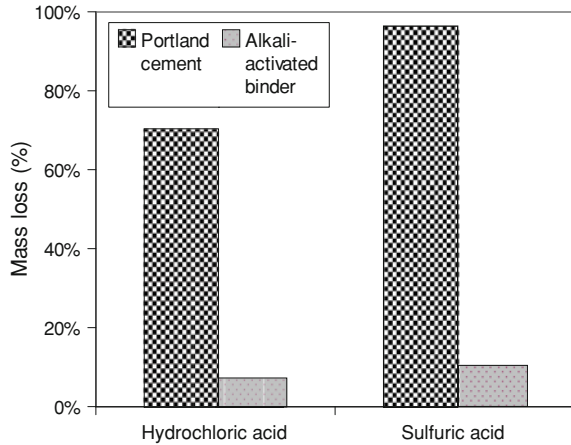 100%
80%
60%
40%
20%
0%
Mass loss (%)
Portland
cement
Alkali-
activated
binder
Hydrochloric acid
Sulfuric acid